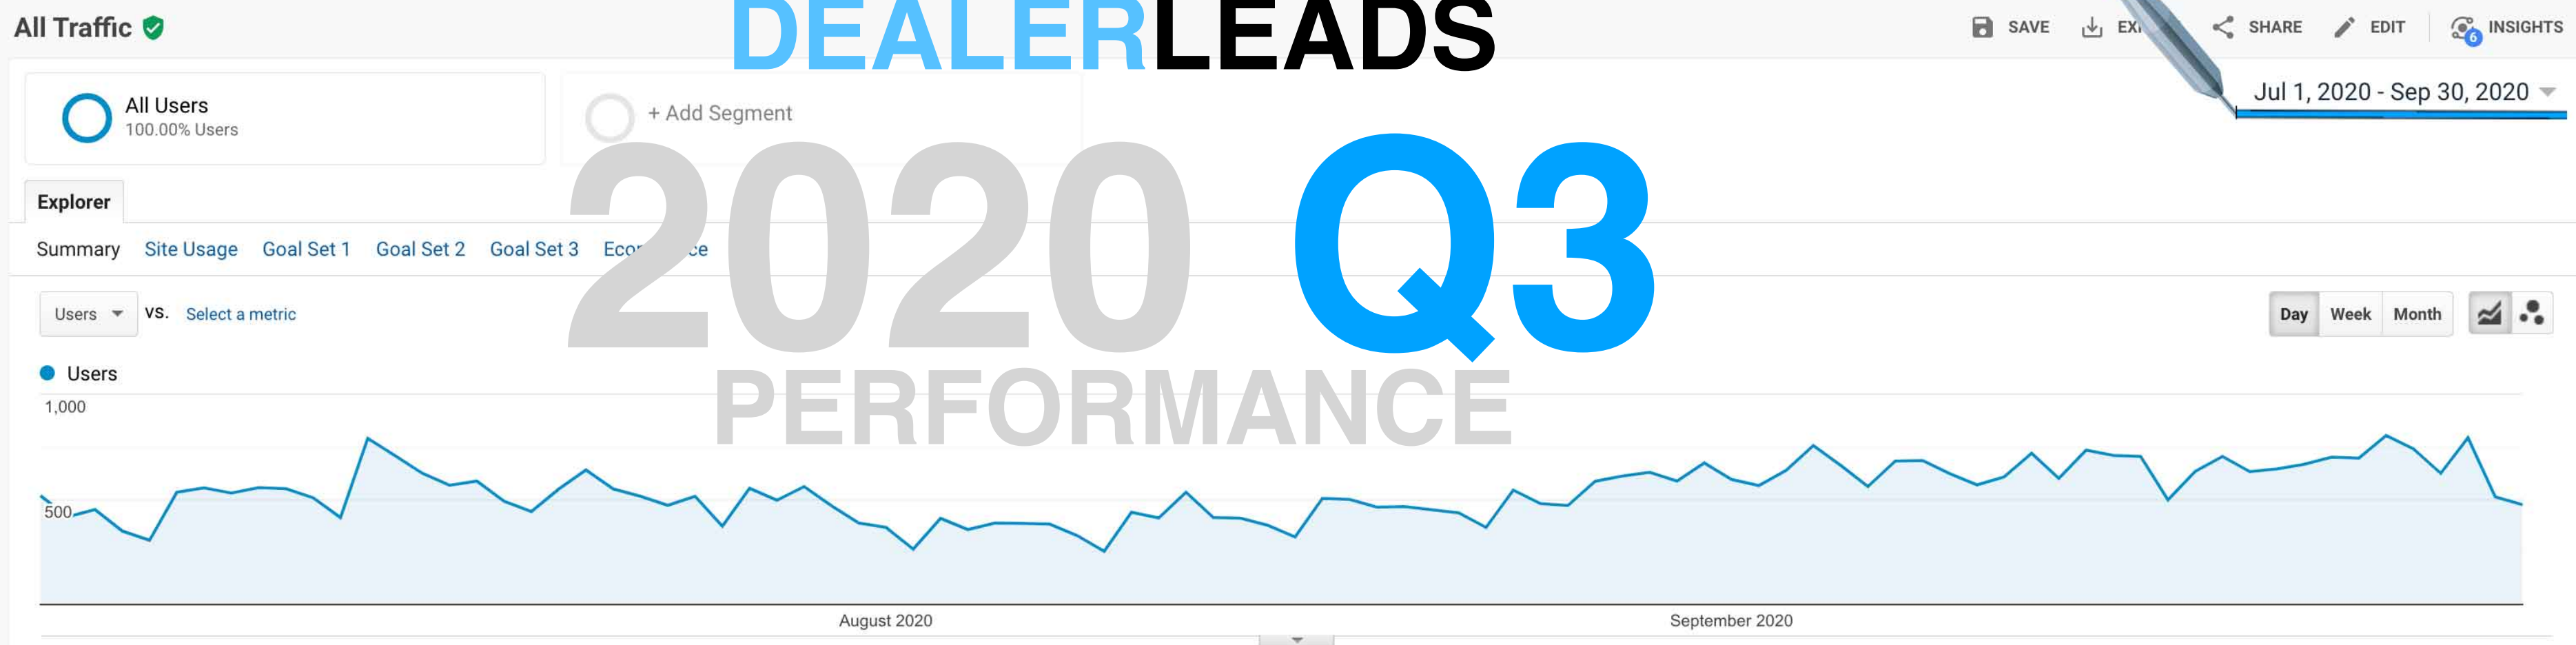 All Traffic
DEALERLEADS
SAVE
SHARE
EDIT
INSIGHTS
6
All Users
100.00% Users
+ Add Segment
Jul 1, 2020 - Sep 30, 2020
2020 Q3
Explorer
Summary Site Usage Goal Set 1 Goal Set 2 Goal Set 3
Users vs. Select a metric
Day Week Month
PERFORMANCE
Users
1,000
500
August 2020
September 2020